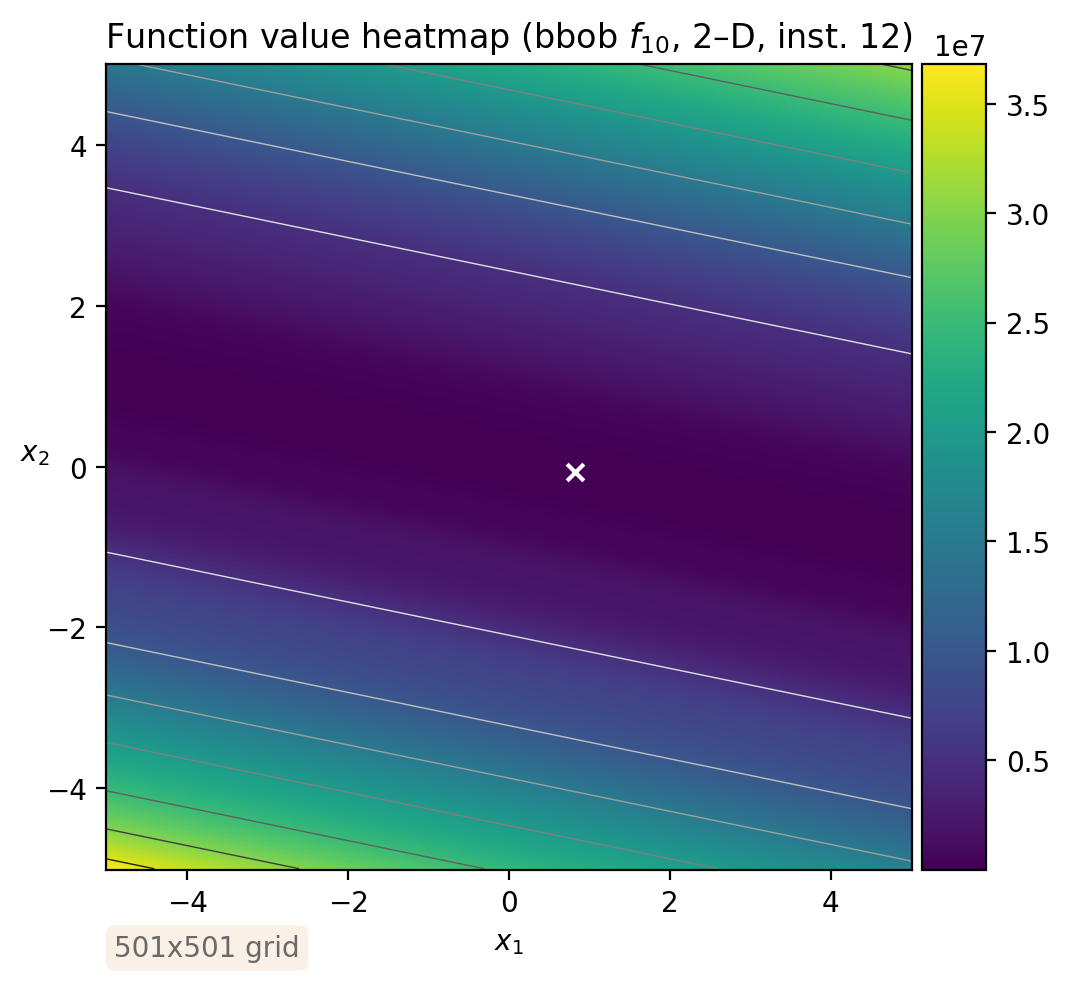 Function value heatmap (bbob f10, 2–D, inst. 12)
1e7
4
2
0
−2
−4
x2
3.5
3.0
2.5
2.0
1.5
1.0
0.5
−4 −2 0 2 4
x1
501x501 grid